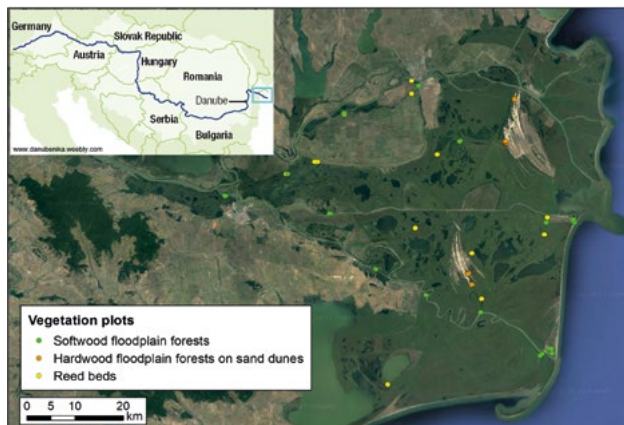 Germany
Slovak Republic
Austria
Hungary
Romania
Danube
Serbia
Bulgaria
www.danubenika.weebly.com
Vegetation plots
Softwood floodplain forests
Hardwood floodplain forests on sand dunes
Reed beds
0 5 10 20
km